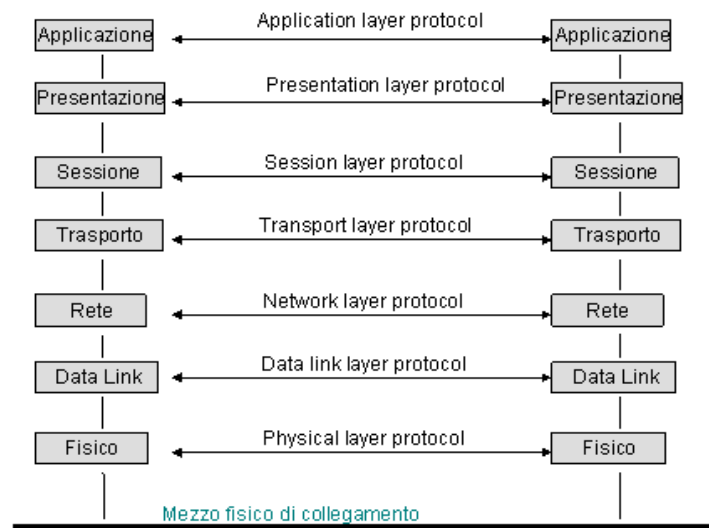 Applicazione Application layer protocol Applicazione
Presentazione Presentation layer protocol Presentazione
Sessione Session layer protocol Sessione
Trasporto Transport layer protocol Trasporto
Rete Network layer protocol Rete
Data Link Data link layer protocol Data Link
Fisico Physical layer protocol Fisico
Mezzo fisico di collegamento